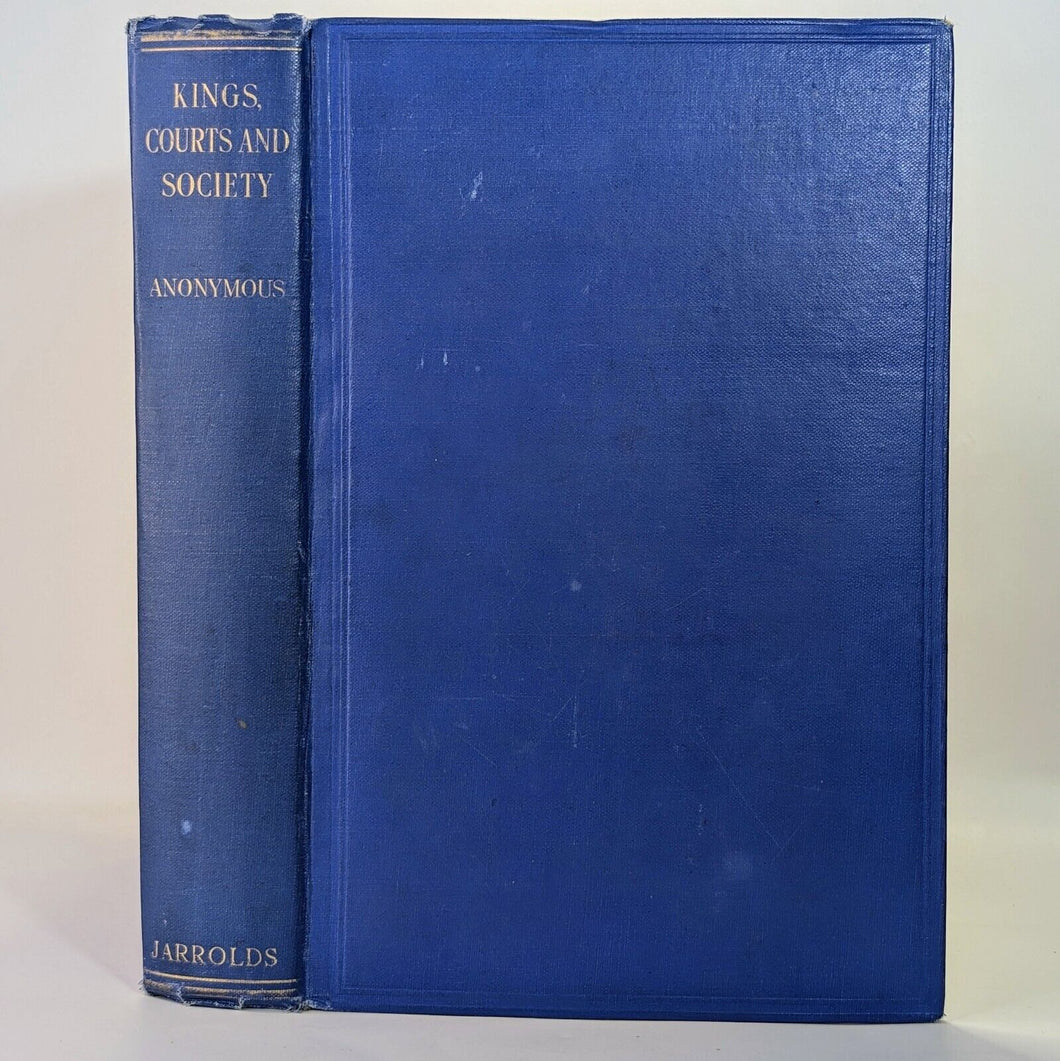 KINGS,
COURTS AND
SOCIETY
ANONYMOUS
JARROLDS